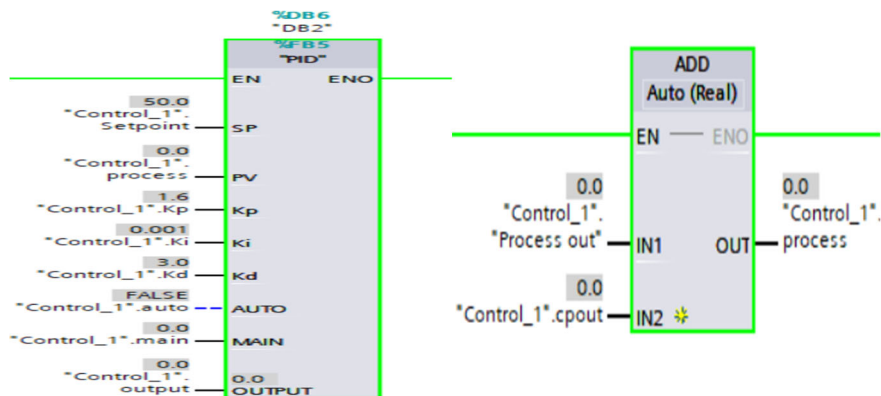 %DB6
"DB2"
%FB5
"PID"
EN ENO
50.0
"Control_1".
Setpoint SP
0.0
"Control_1".
process PV
1.6
"Control_1".Kp Kp
0.001
"Control_1".Ki Ki
3.0
"Control_1".Kd Kd
FALSE
"Control_1".auto AUTO
0.0
"Control_1".main MAIN
0.0
"Control_1". 0.0
output OUTPUT
ADD
Auto (Real)
EN ENO
0.0 0.0
"Control_1". "Control_1".
"Process out" IN1 OUT process
0.0
"Control_1".cpout IN2